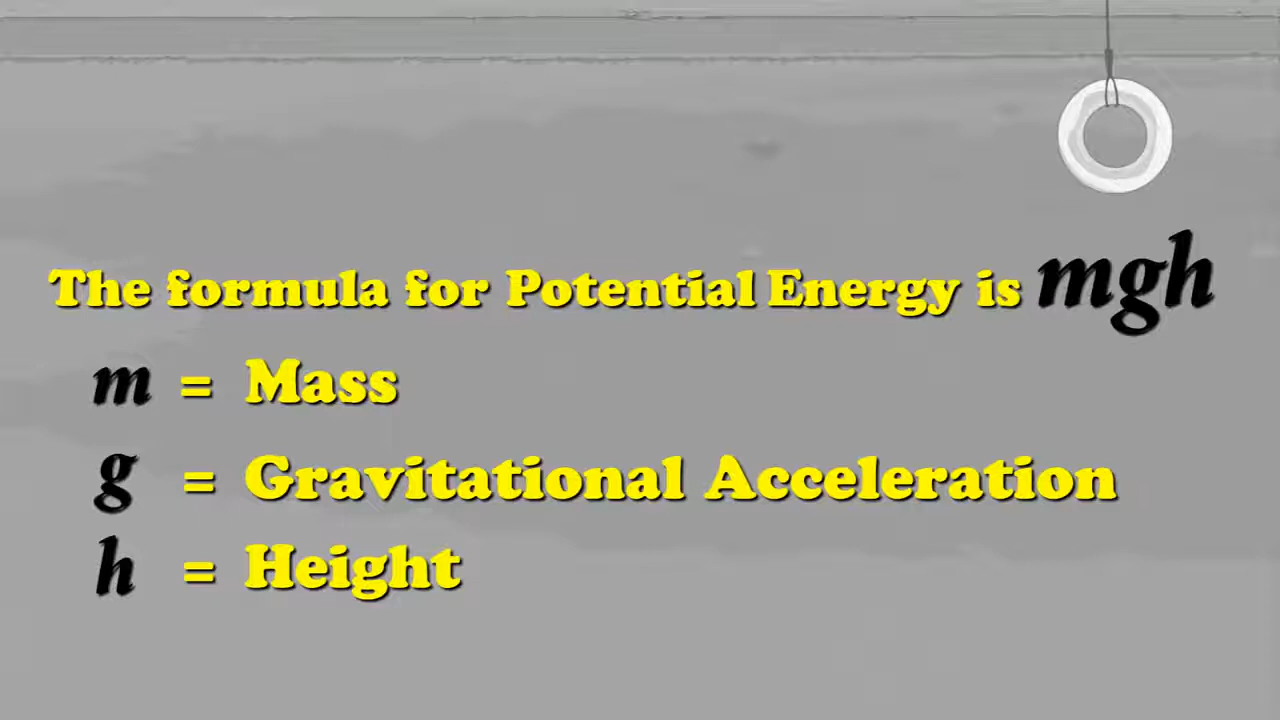 The formula for Potential Energy is mgh
m = Mass
g = Gravitational Acceleration
h = Height